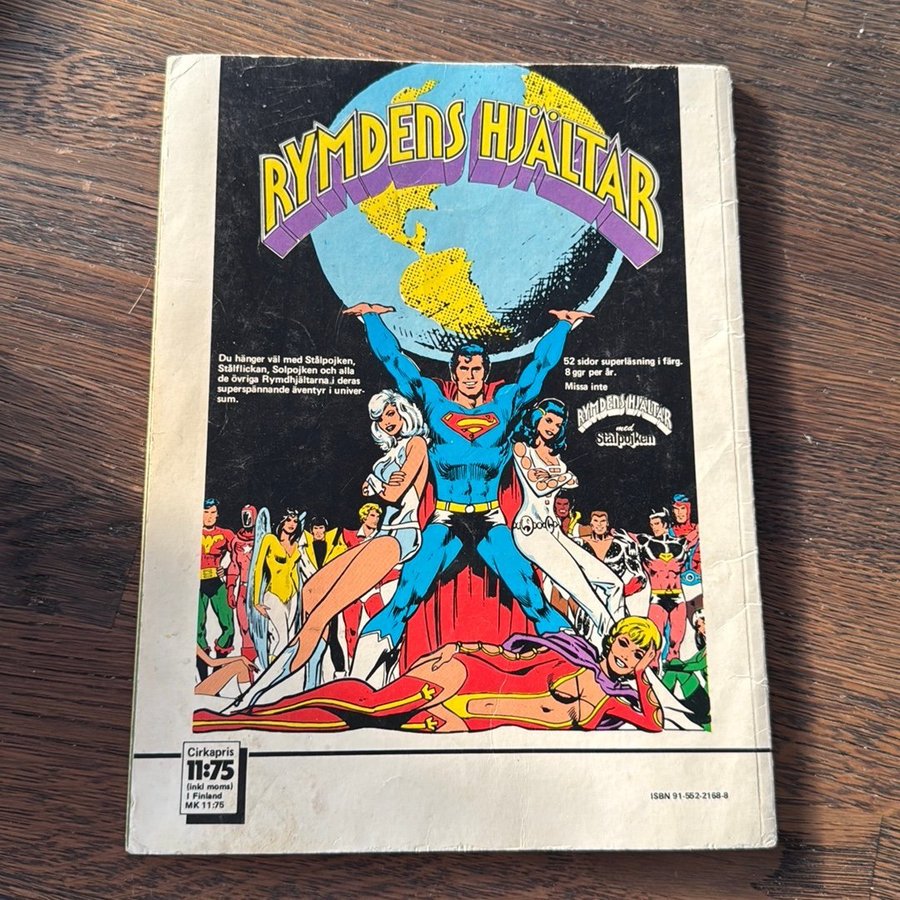 RYMDENS HJÄLTAR
Du hänger väl med Stålpojken,
Stålflickan, Solpojken och alla
de övriga Rymdhjältarna i deras
superspännande äventyr i univer-
sum.
52 sidor superläsning i färg.
8 ggr per år.
Missa inte
RYMDENS HJÄLTAR
med
Stålpojken
Cirkapris
11:75
(inkl moms)
I Finland
MK 11:75
ISBN 91-552-2168-8